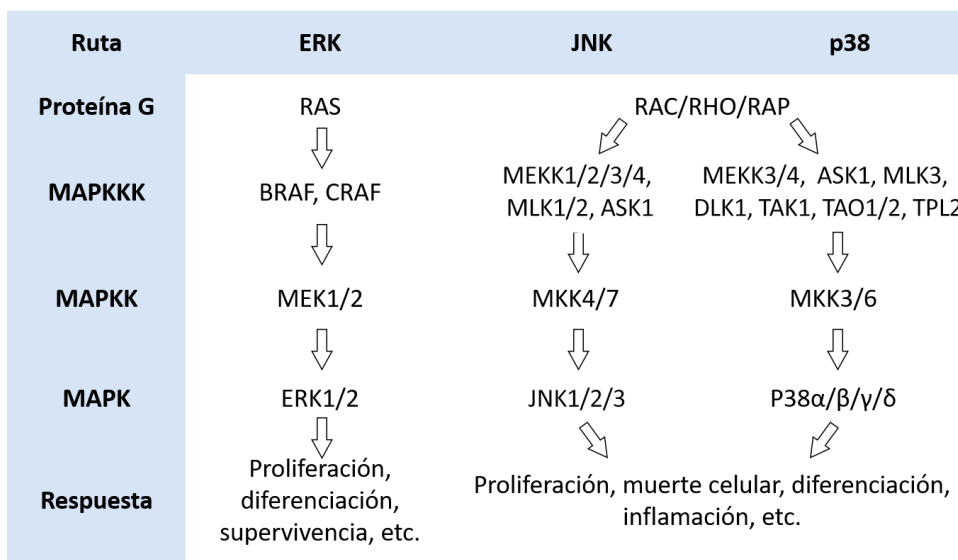 Ruta ERK JNK p38
Proteína G RAS RAC/RHO/RAP
MAPKKK BRAF, CRAF MEKK1/2/3/4, MLK1/2, ASK1 MEKK3/4, ASK1, MLK3, DLK1, TAK1, TAO1/2, TPL2
MAPKK MEK1/2 MKK4/7 MKK3/6
MAPK ERK1/2 JNK1/2/3 P38α/β/γ/δ
Respuesta Proliferación, diferenciación, supervivencia, etc. Proliferación, muerte celular, diferenciación, inflamación, etc.